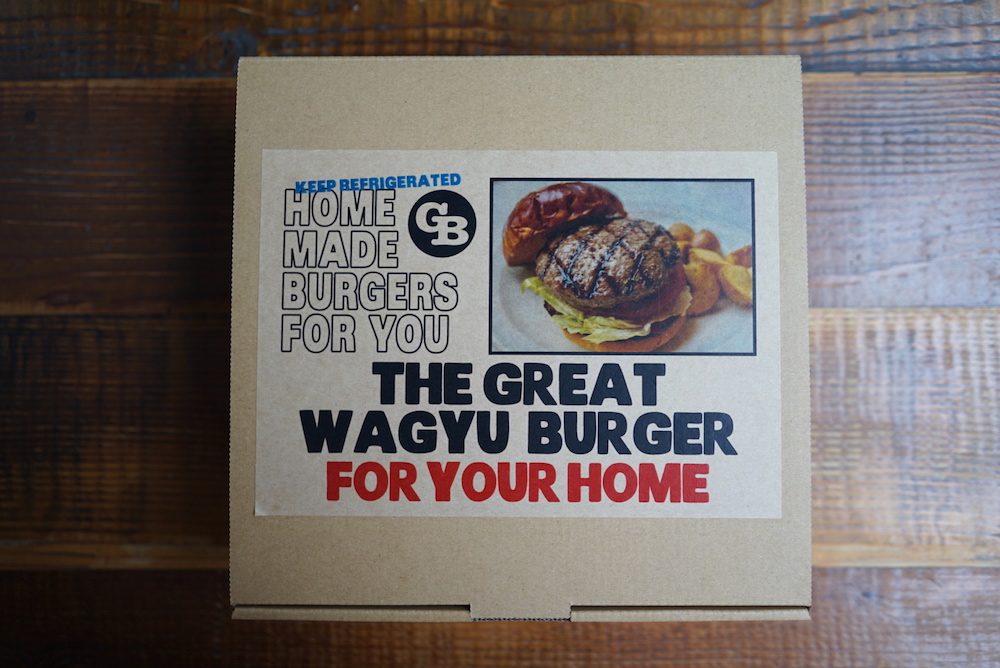 KEEP REFRIGERATED
HOME
MADE
BURGERS
FOR YOU
GB
THE GREAT
WAGYU BURGER
FOR YOUR HOME